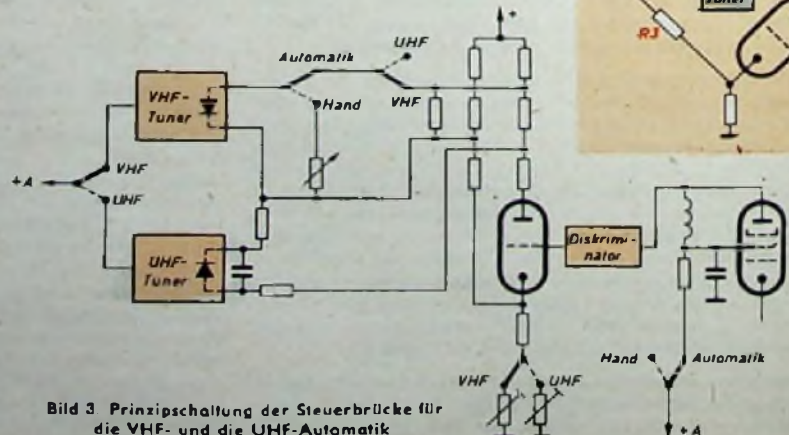 +
UHF
Automatik
R3
VHF-
Tuner
Hand
VHF
+A
VHF
UHF
UHF-
Tuner
Diskrimi-
nator
Hand
Automatik
VHF
UHF
+A
Bild 3. Prinzipschaltung der Steuerbrücke für
die VHF- und die UHF-Automatik